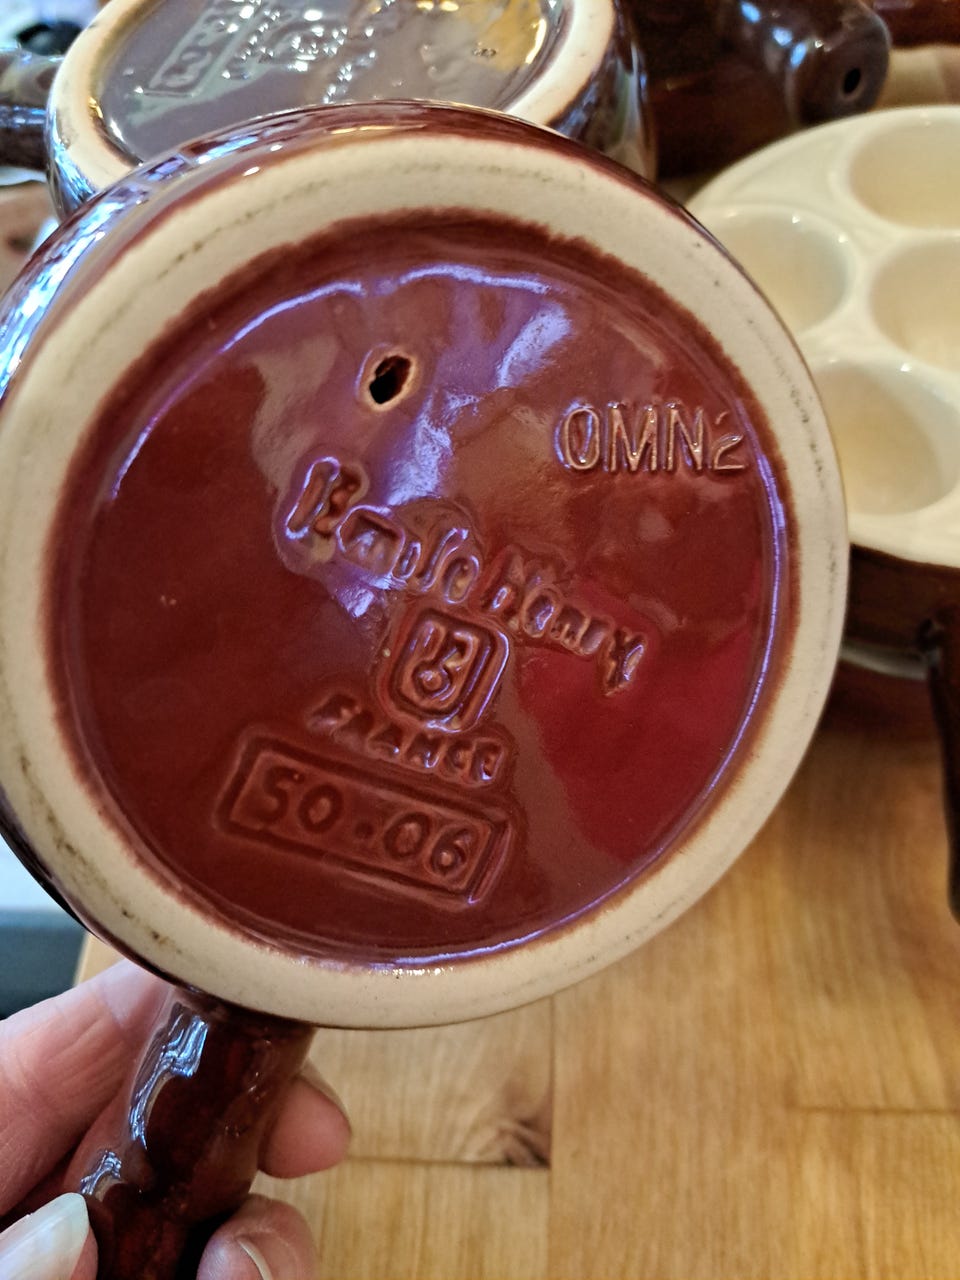 OMN2
Emile Henry
FRANCE
50.06